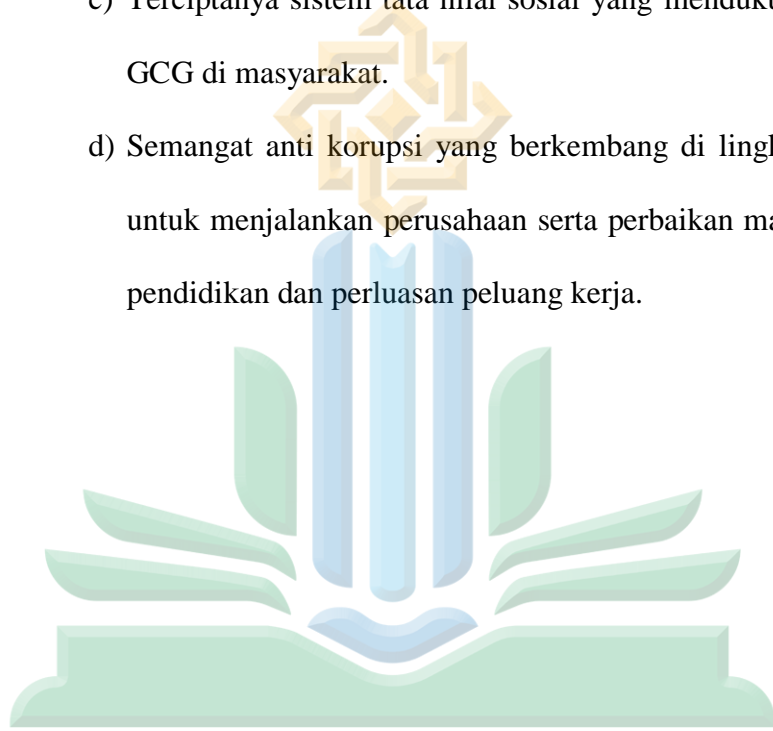 c) Terciptanya sistem tata nilai sosial yang
GCG di masyarakat.
d) Semangat anti korupsi yang berkembang di
untuk menjalankan perusahaan serta perbaikan
pendidikan dan perluasan peluang kerja.